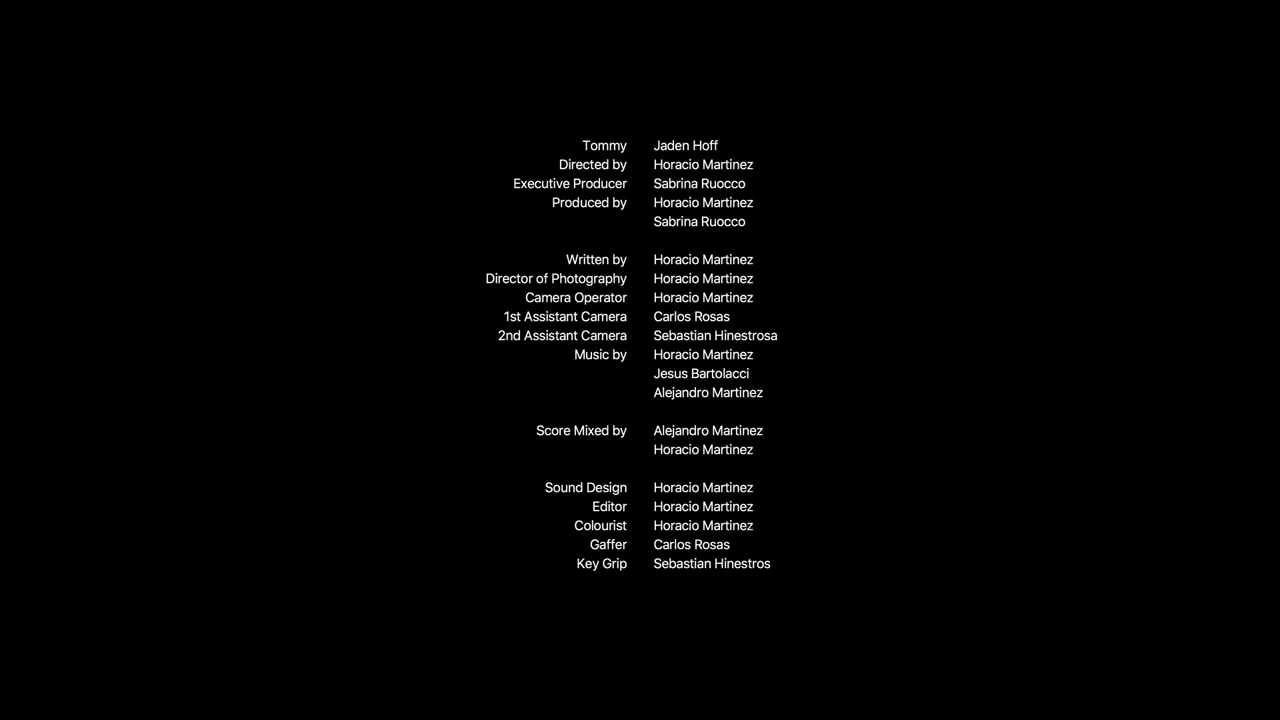 Tommy Jaden Hoff
Directed by Horacio Martinez
Executive Producer Sabrina Ruocco
Produced by Horacio Martinez
Sabrina Ruocco
Written by Horacio Martinez
Director of Photography Horacio Martinez
Camera Operator Horacio Martinez
1st Assistant Camera Carlos Rosas
2nd Assistant Camera Sebastian Hinestrosa
Music by Horacio Martinez
Jesus Bartolacci
Alejandro Martinez
Score Mixed by Alejandro Martinez
Horacio Martinez
Sound Design Horacio Martinez
Editor Horacio Martinez
Colourist Horacio Martinez
Gaffer Carlos Rosas
Key Grip Sebastian Hinestros